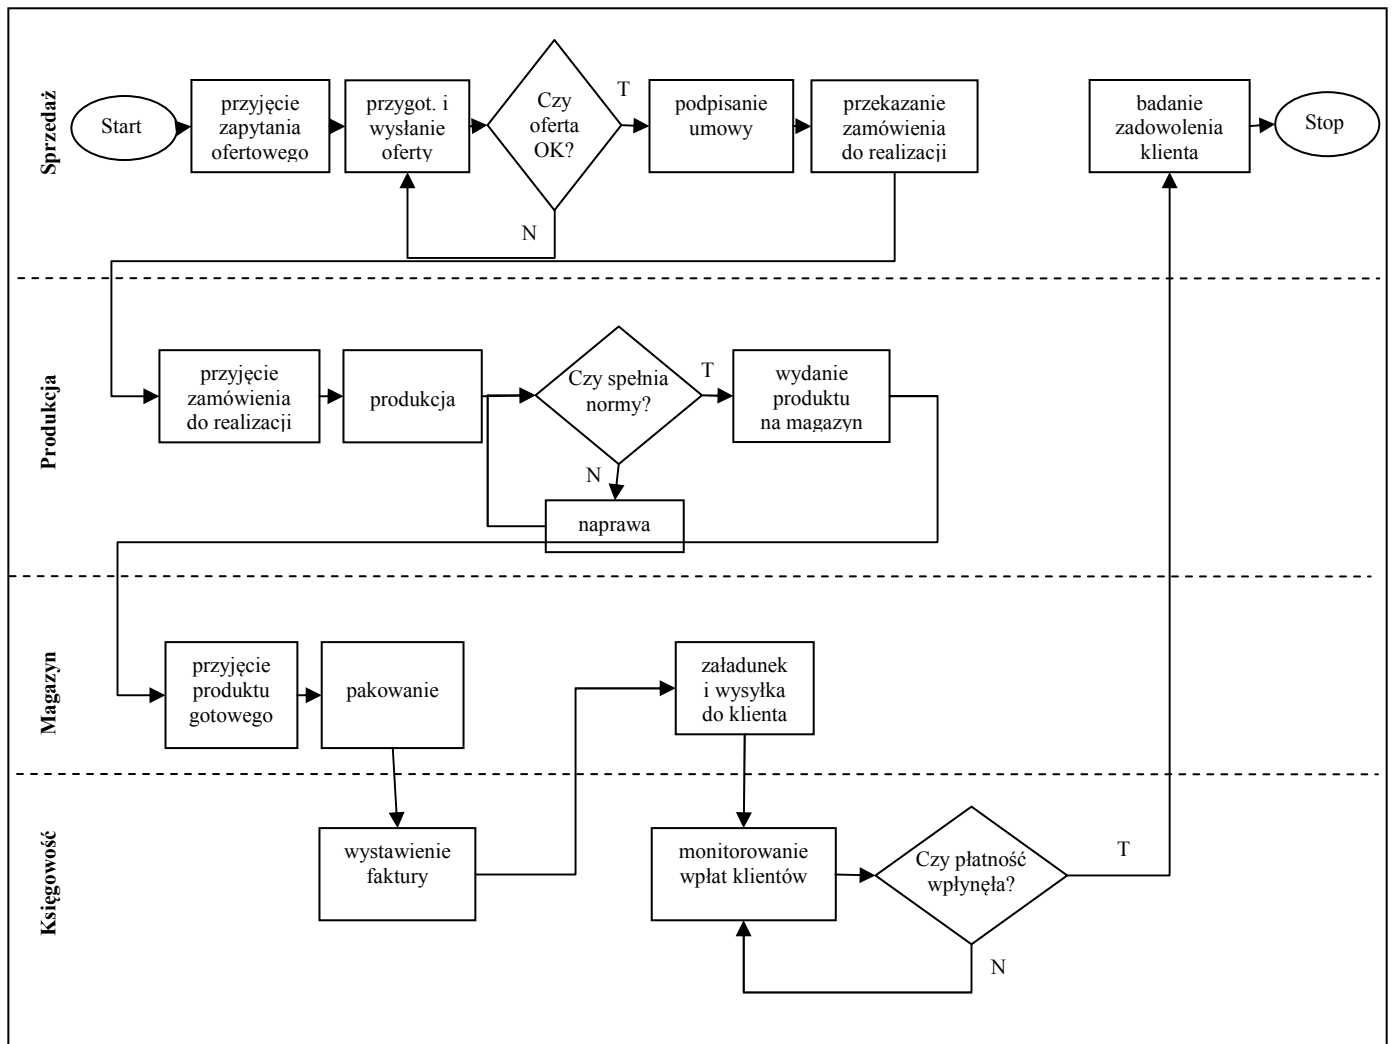 Sprzedaż
Start
przyjęcie
zapytania
ofertowego
przygot. i
wysłanie
oferty
Czy
oferta
OK?
T
N
podpisanie
umowy
przekazanie
zamówienia
do realizacji
badanie
zadowolenia
klienta
Stop
Produkcja
przyjęcie
zamówienia
do realizacji
produkcja
Czy spełnia
normy?
T
N
naprawa
wydanie
produktu
na magazyn
Magazyn
przyjęcie
produktu
gotowego
pakowanie
załadunek
i wysyłka
do klienta
Księgowość
wystawienie
faktury
monitorowanie
wpłat klientów
Czy płatność
wpłynęła?
T
N